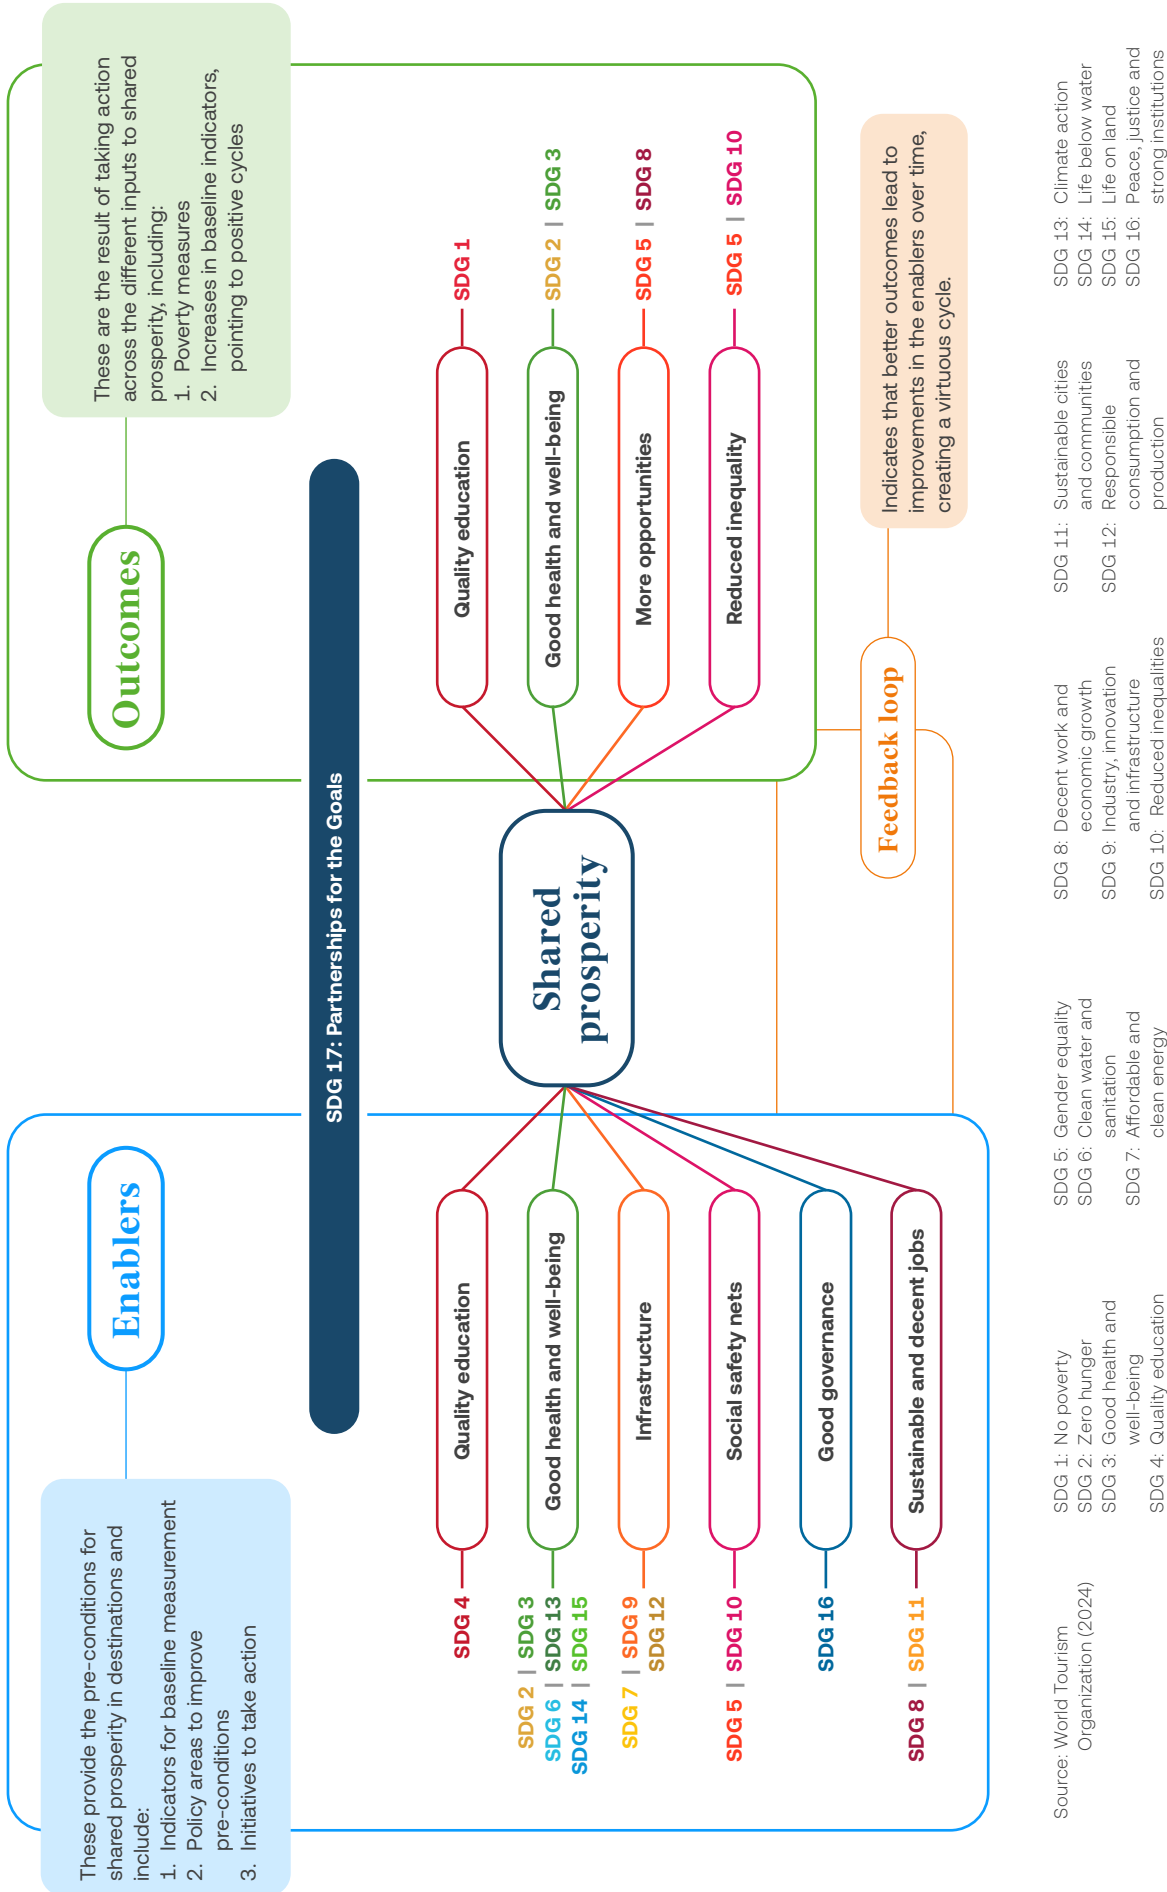 Enablers
These provide the pre-conditions for
shared prosperity in destinations and
include:
1. Indicators for baseline measurement
2. Policy areas to improve
pre-conditions
3. Initiatives to take action
Outcomes
These are the result of taking action
across the different inputs to shared
prosperity, including:
1. Poverty measures
2. Increases in baseline indicators,
pointing to positive cycles
SDG 17: Partnerships for the Goals
SDG 4
Quality education
SDG 2 | SDG 3
SDG 6 | SDG 13
SDG 14 | SDG 15
Good health and well-being
SDG 7 | SDG 9
SDG 12
Infrastructure
SDG 5 | SDG 10
Social safety nets
SDG 16
Good governance
SDG 8 | SDG 11
Sustainable and decent jobs
Shared
prosperity
Quality education
SDG 1
Good health and well-being
SDG 2 | SDG 3
More opportunities
SDG 5 | SDG 8
Reduced inequality
SDG 5 | SDG 10
Feedback loop
Indicates that better outcomes lead to
improvements in the enablers over time,
creating a virtuous cycle.
Source: World Tourism
Organization (2024)
SDG 1: No poverty
SDG 2: Zero hunger
SDG 3: Good health and
well-being
SDG 4: Quality education
SDG 5: Gender equality
SDG 6: Clean water and
sanitation
SDG 7: Affordable and
clean energy
SDG 8: Decent work and
economic growth
SDG 9: Industry, innovation
and infrastructure
SDG 10: Reduced inequalities
SDG 11: Sustainable cities
and communities
SDG 12: Responsible
consumption and
production
SDG 13: Climate action
SDG 14: Life below water
SDG 15: Life on land
SDG 16: Peace, justice and
strong institutions